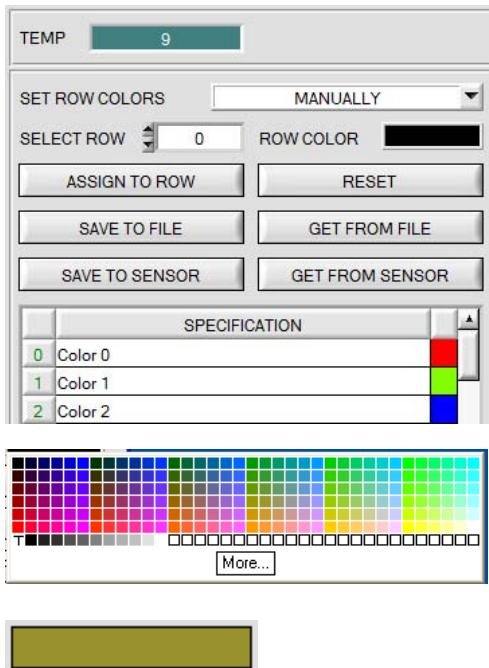 TEMP 9
SET ROW COLORS MANUALLY
SELECT ROW 0 ROW COLOR
ASSIGN TO ROW RESET
SAVE TO FILE GET FROM FILE
SAVE TO SENSOR GET FROM SENSOR
SPECIFICATION
0 Color 0
1 Color 1
2 Color 2
T
More...